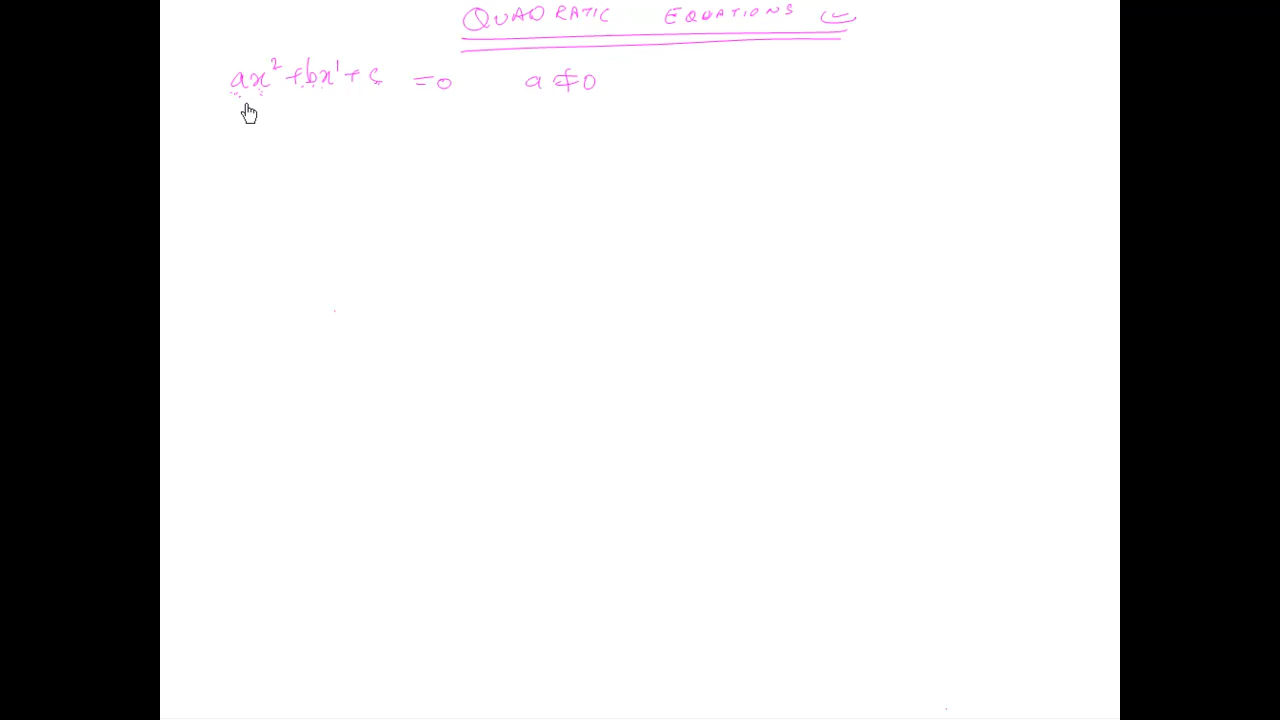 QUADRATIC EQUATIONS
ax² + bx¹ + c = 0 a ≠ 0